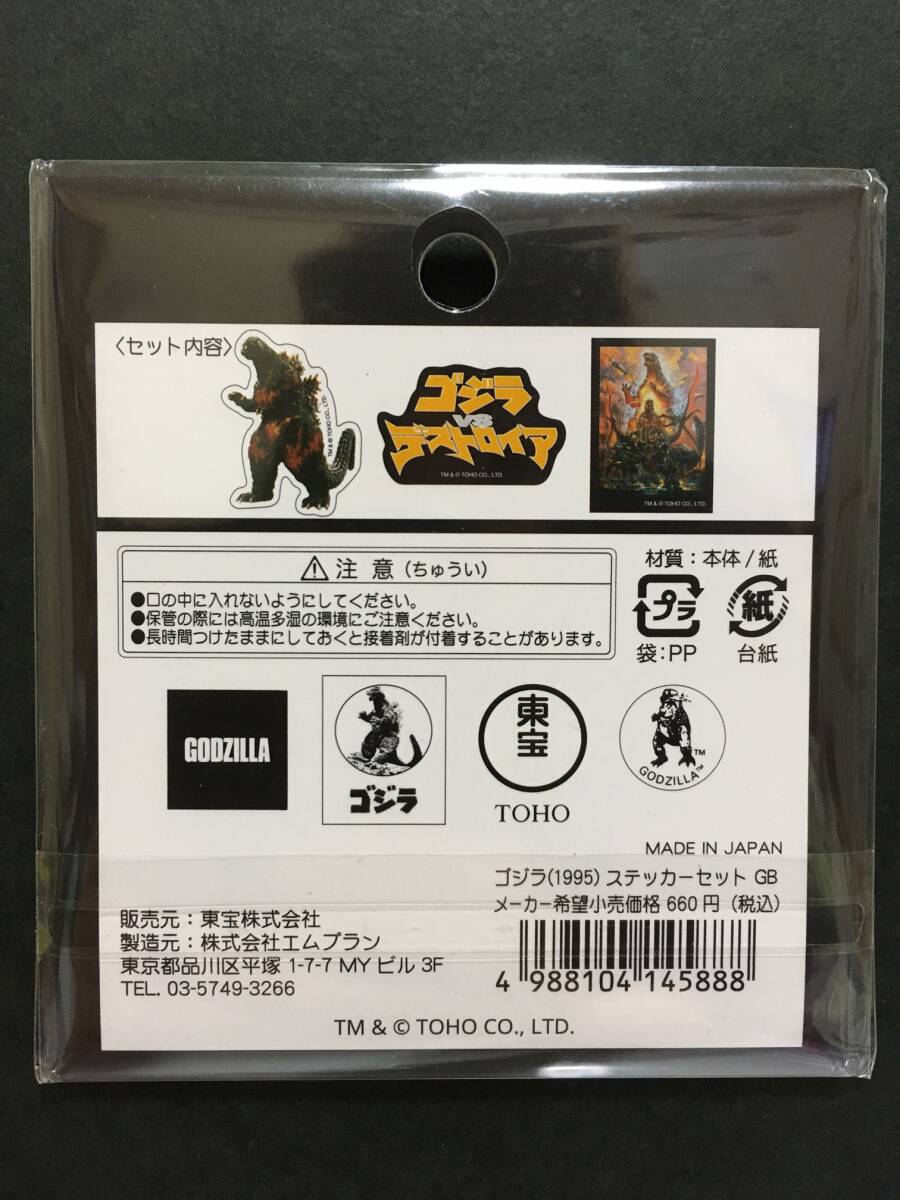 〈セット内容〉
TM & © TOHO CO., LTD.
ゴジラ
VS
デストロイア
TM & © TOHO CO., LTD.
TM & © TOHO CO., LTD.
⚠注 意 (ちゅうい)
●口の中に入れないようにしてください。
●保管の際には高温多湿の環境にご注意ください。
●長時間つけたままにしておくと接着剤が付着することがあります。
材質：本体/紙
プラ
紙
袋：PP
台紙
GODZILLA
ゴジラ
東宝
TOHO
TM
GODZILLA™
MADE IN JAPAN
ゴジラ(1995) ステッカーセット GB
メーカー希望小売価格 660円（税込）
販売元：東宝株式会社
製造元：株式会社エムプラン
東京都品川区平塚 1-7-7 MYビル 3F
TEL. 03-5749-3266
4 988104 145888
TM & © TOHO CO., LTD.